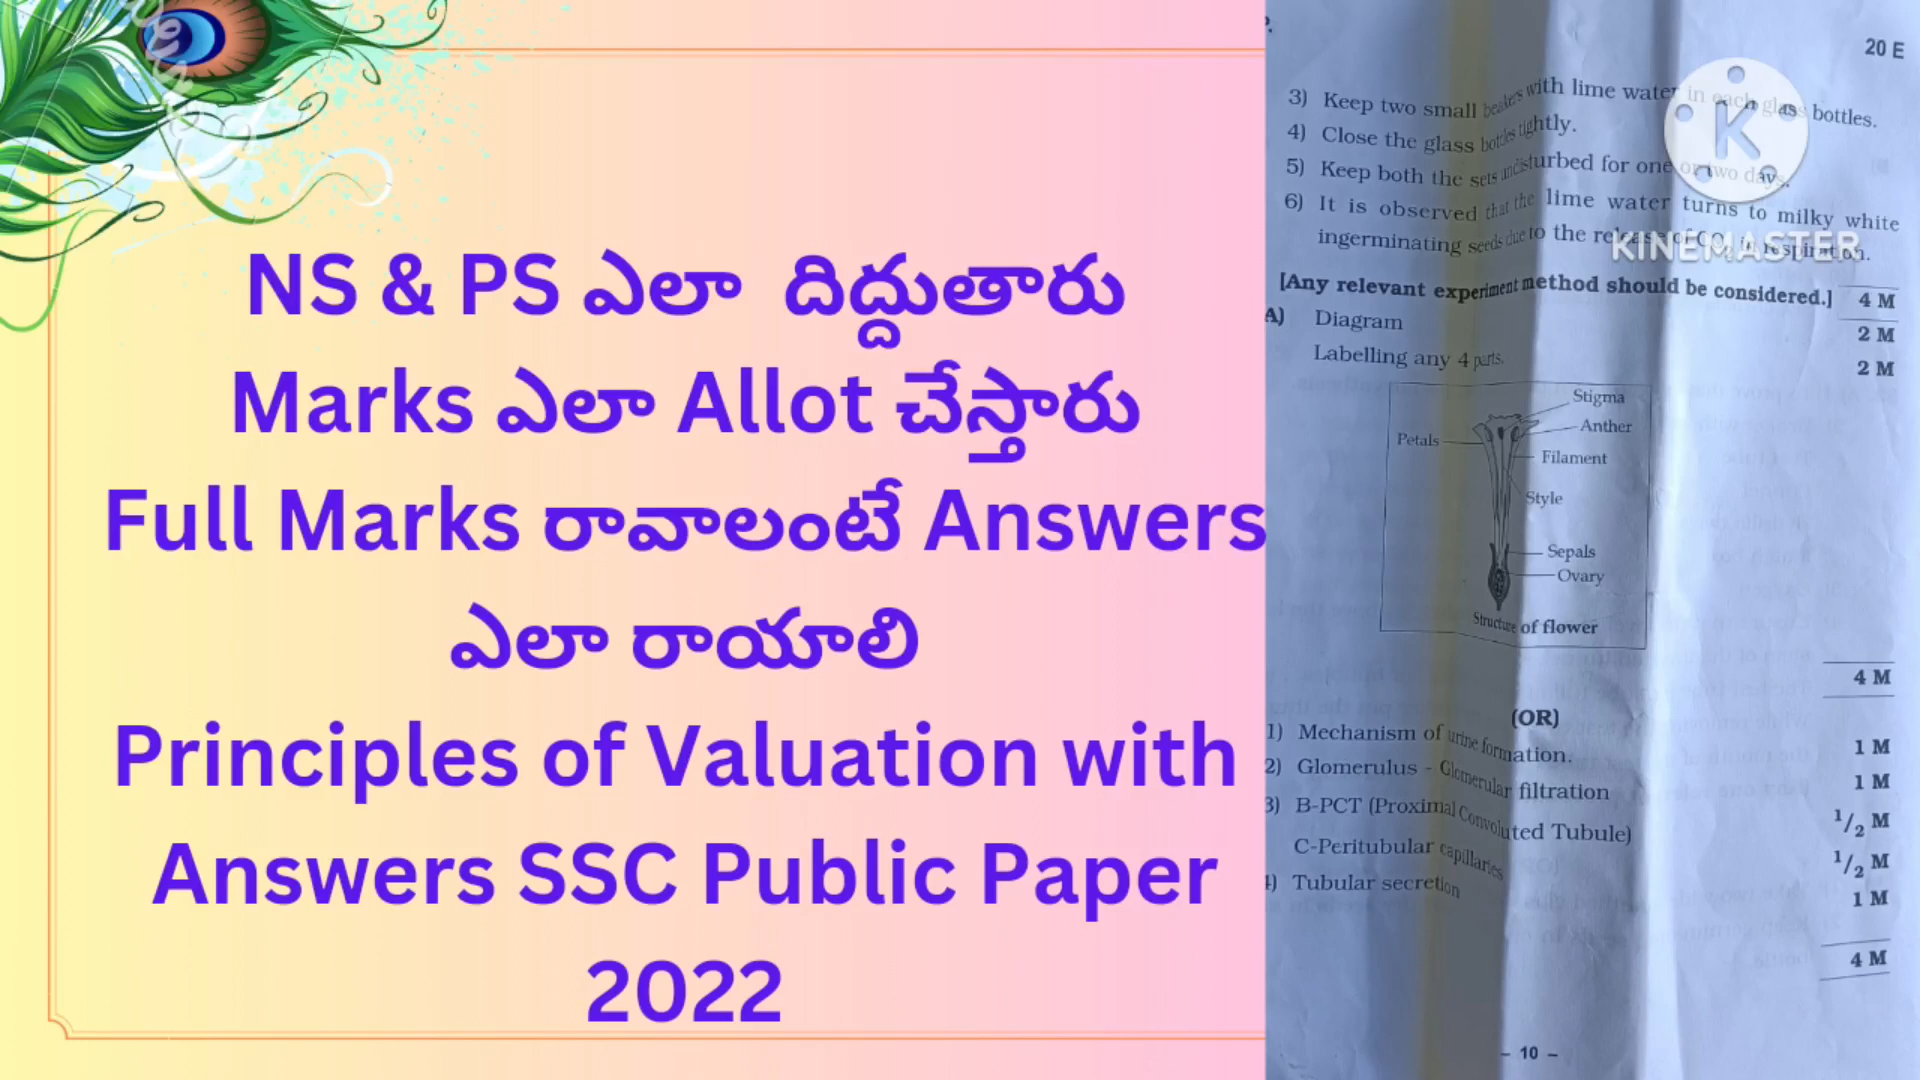 NS & PS ఎలా దిద్దుతారు
Marks ఎలా Allot చేస్తారు
Full Marks రావాలంటే Answers
ఎలా రాయాలి
Principles of Valuation with
Answers SSC Public Paper
2022
20 E
3) Keep two small beakers with lime water in each glass bottles.
4) Close the glass bottles tightly.
5) Keep both the sets undisturbed for one or two days.
6) It is observed that the lime water turns to milky white
ingerminating seeds due to the release of CO2 in respiration.
[Any relevant experiment method should be considered.] 4 M
A) Diagram 2 M
Labelling any 4 parts. 2 M
Stigma
Anther
Petals
Filament
Style
Sepals
Ovary
Structure of flower
4 M
(OR)
1) Mechanism of urine formation. 1 M
2) Glomerulus - Glomerular filtration 1 M
3) B-PCT (Proximal Convoluted Tubule) 1/2 M
C-Peritubular capillaries 1/2 M
4) Tubular secretion 1 M
4 M
- 10 -
K
KINEMASTER